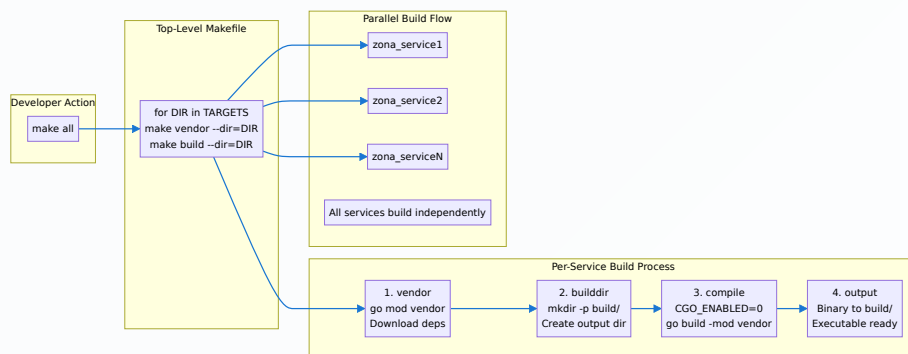 Developer Action
make all
Top-Level Makefile
for DIR in TARGETS
make vendor --dir=DIR
make build --dir=DIR
Parallel Build Flow
zona_service1
zona_service2
zona_serviceN
All services build independently
Per-Service Build Process
1. vendor
go mod vendor
Download deps
2. builddir
mkdir -p build/
Create output dir
3. compile
CGO_ENABLED=0
go build -mod vendor
4. output
Binary to build/
Executable ready